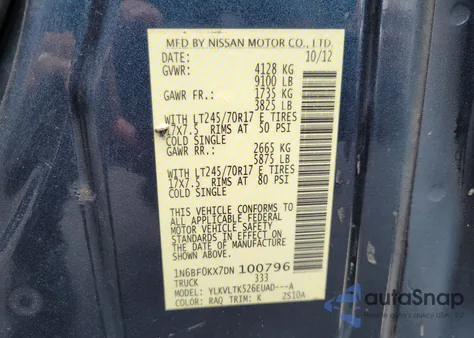 MFD BY NISSAN MOTOR CO., LTD.
DATE: 10/12
GVWR: 4128 KG
9100 LB
GAWR FR.: 1735 KG
3825 LB
WITH LT245/70R17 E TIRES
17X7.5 RIMS AT 50 PSI
COLD SINGLE
GAWR RR.: 2665 KG
5875 LB
WITH LT245/70R17 E TIRES
17X7.5 RIMS AT 80 PSI
COLD SINGLE
THIS VEHICLE CONFORMS TO
ALL APPLICABLE FEDERAL
MOTOR VEHICLE SAFETY
STANDARDS IN EFFECT ON
THE DATE OF MANUFACTURE
SHOWN ABOVE.
1N6BF0KX7DN 100796
TRUCK 333
MODEL: YLKVLTK526EUAD---A
COLOR: RAQ TRIM: K 2S10A
autoSnap